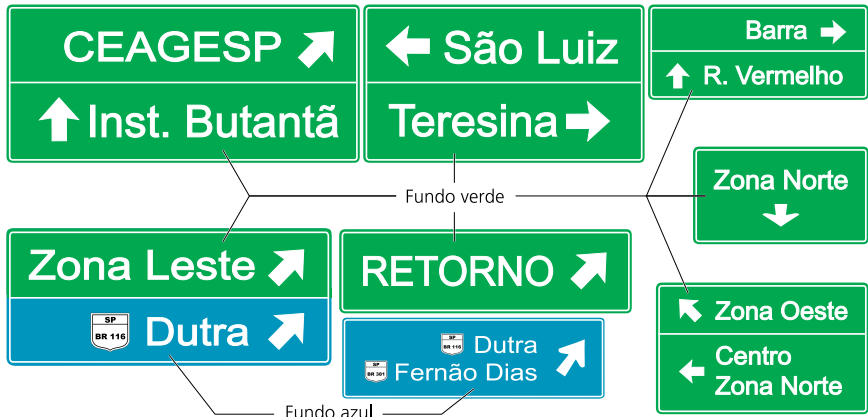 CEAGESP
Inst. Butantã
São Luiz
Teresina
Barra
R. Vermelho
Fundo verde
Zona Norte
Zona Leste
SP
BR 116
Dutra
RETORNO
SP
BR 116
Dutra
SP
BR 381
Fernão Dias
Zona Oeste
Centro
Zona Norte
Fundo azul